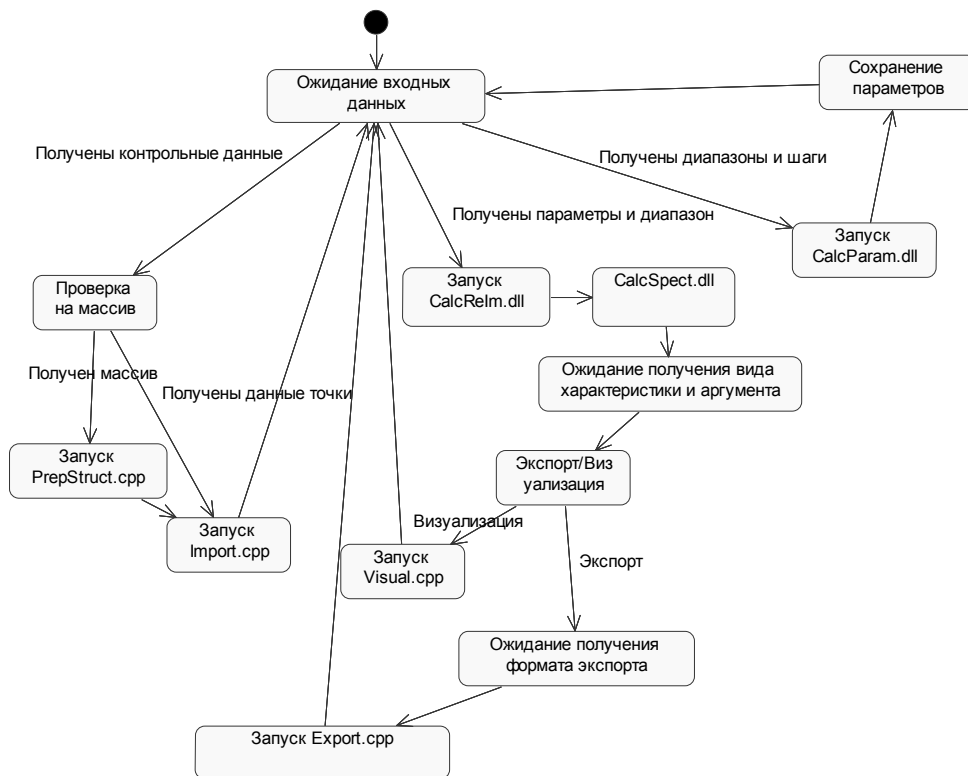 Ожидание входных
данных
Сохранение
параметров
Получены контрольные данные
Получены диапазоны и шаги
Получены параметры и диапазон
Запуск
CalcParam.dll
Проверка
на массив
Запуск
CalcRelm.dll
CalcSpect.dll
Получен массив
Получены данные точки
Ожидание получения вида
характеристики и аргумента
Запуск
PrepStruct.cpp
Экспорт/Виз
уализация
Запуск
Import.cpp
Визуализация
Запуск
Visual.cpp
Экспорт
Ожидание получения
формата экспорта
Запуск Export.cpp